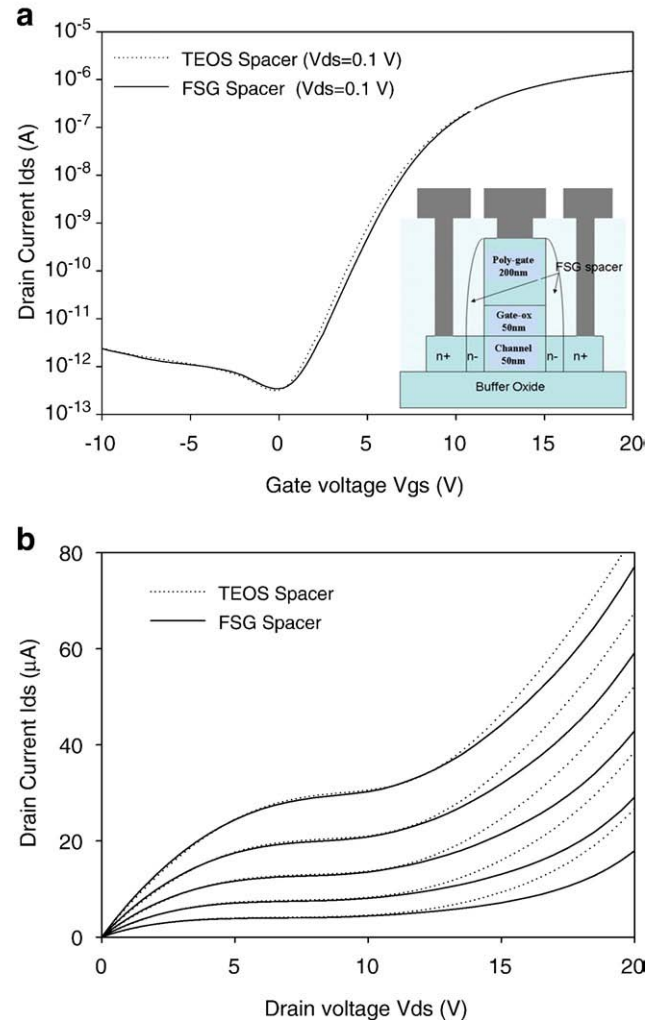 a
10-5
10-6
10-7
10-8
10-9
10-10
10-11
10-12
10-13
Drain Current Ids (A)
TEOS Spacer (Vds=0.1 V)
FSG Spacer (Vds=0.1 V)
Poly-gate
200nm
FSG spacer
Gate-ox
50nm
Channel
50nm
n+
n-
n-
n+
Buffer Oxide
-10
-5
0
5
10
15
20
Gate voltage Vgs (V)
b
80
60
40
20
0
Drain Current Ids (μA)
TEOS Spacer
FSG Spacer
0
5
10
15
20
Drain voltage Vds (V)